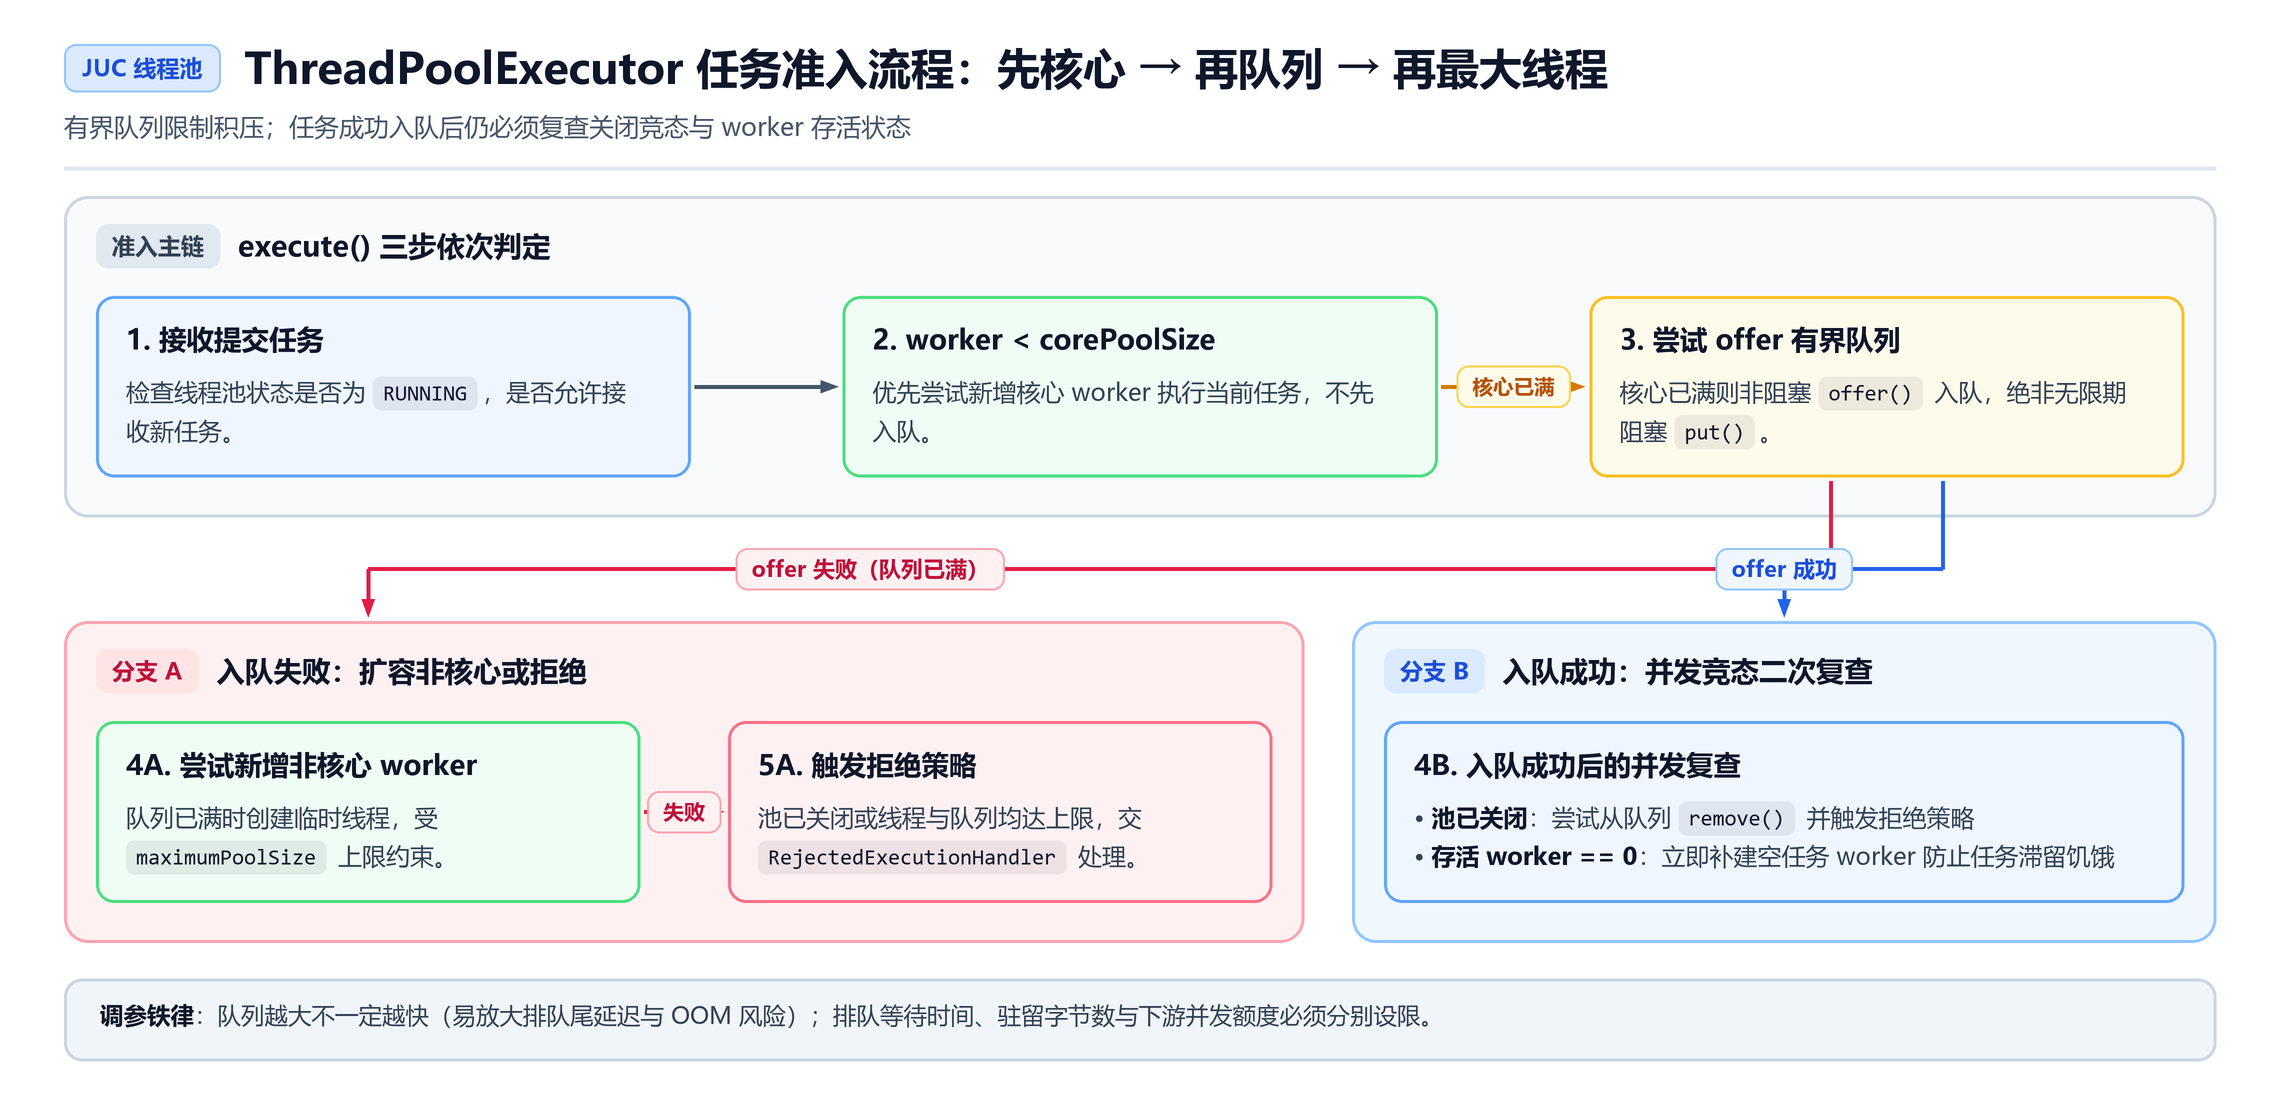 JUC 线程池
ThreadPoolExecutor 任务准入流程：先核心 → 再队列 → 再最大线程
有界队列限制积压；任务成功入队后仍必须复查关闭竞态与 worker 存活状态
准入主链
execute() 三步依次判定
1. 接收提交任务
检查线程池状态是否为 RUNNING ，是否允许接
收新任务。
2. worker < corePoolSize
优先尝试新增核心 worker 执行当前任务，不先
入队。
核心已满
3. 尝试 offer 有界队列
核心已满则非阻塞 offer() 入队，绝非无限期
阻塞 put() 。
offer 失败（队列已满）
offer 成功
分支 A
入队失败：扩容非核心或拒绝
4A. 尝试新增非核心 worker
队列已满时创建临时线程，受
maximumPoolSize 上限约束。
失败
5A. 触发拒绝策略
池已关闭或线程与队列均达上限，交
RejectedExecutionHandler 处理。
分支 B
入队成功：并发竞态二次复查
4B. 入队成功后的并发复查
• 池已关闭：尝试从队列 remove() 并触发拒绝策略
• 存活 worker == 0：立即补建空任务 worker 防止任务滞留饥饿
调参铁律：队列越大不一定越快（易放大排队尾延迟与 OOM 风险）；排队等待时间、驻留字节数与下游并发额度必须分别设限。